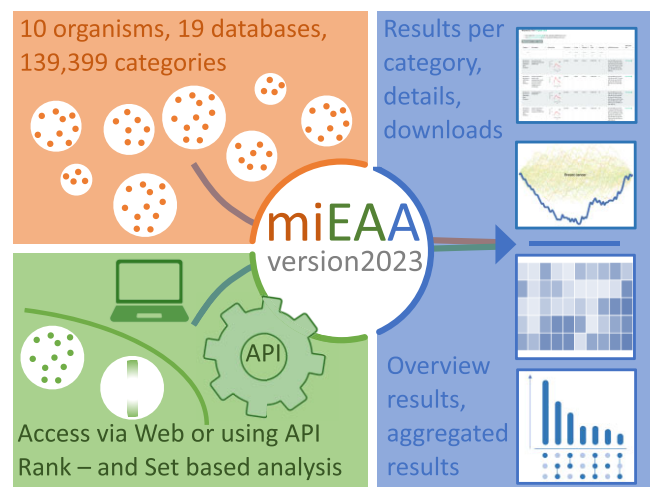 10 organisms, 19 databases,
139,399 categories
Results per
category,
details,
downloads
miEAA
version2023
API
Access via Web or using API
Rank – and Set based analysis
Overview
results,
aggregated
results